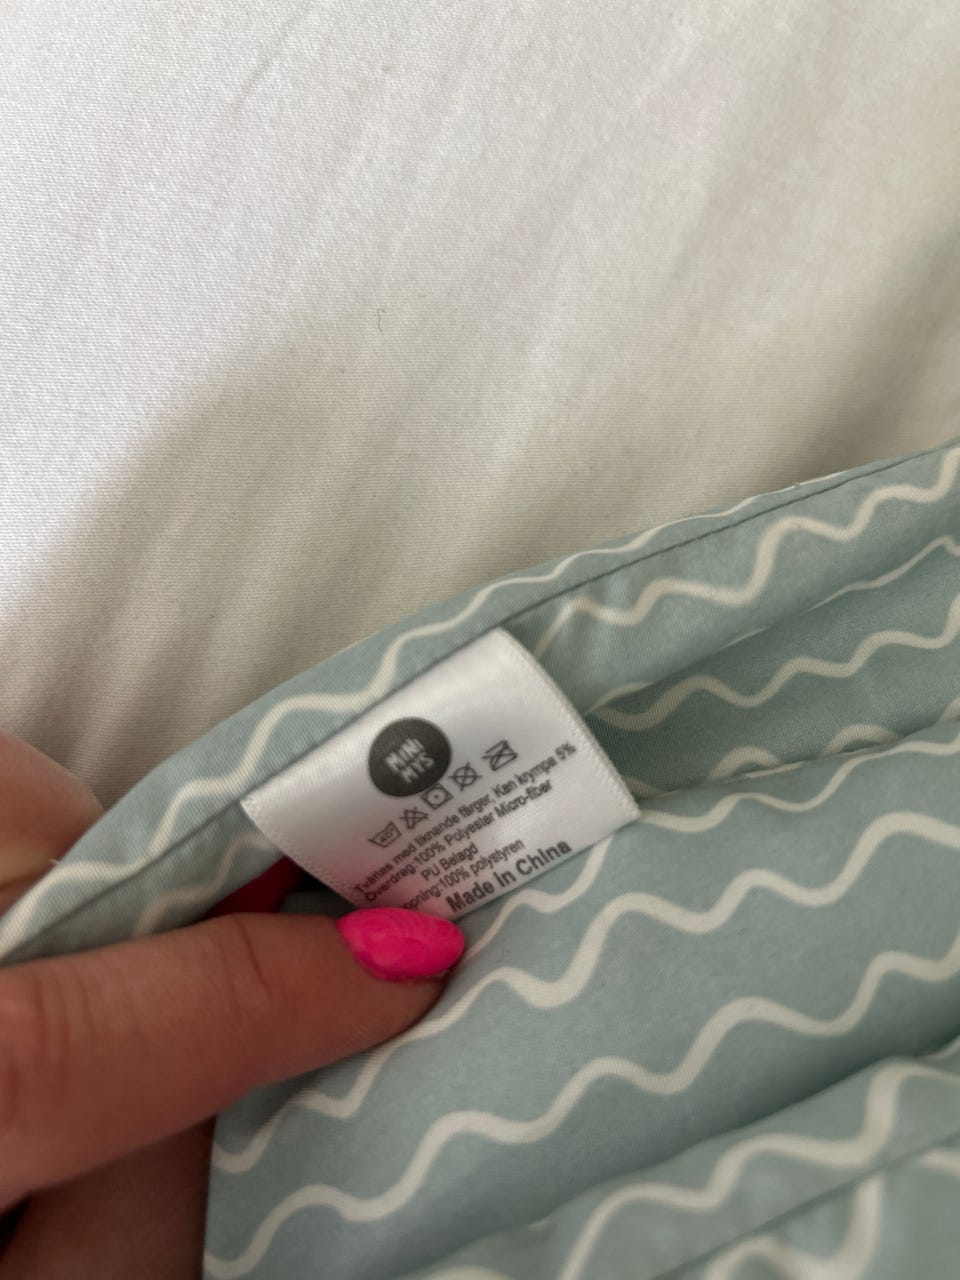 MINI
MYS
40°
Tvättes med liknande färger, Kan krympa 5%
Överdrag:100% Polyester Micro-fiber
PU Belagd
100% polystyren
Made in China